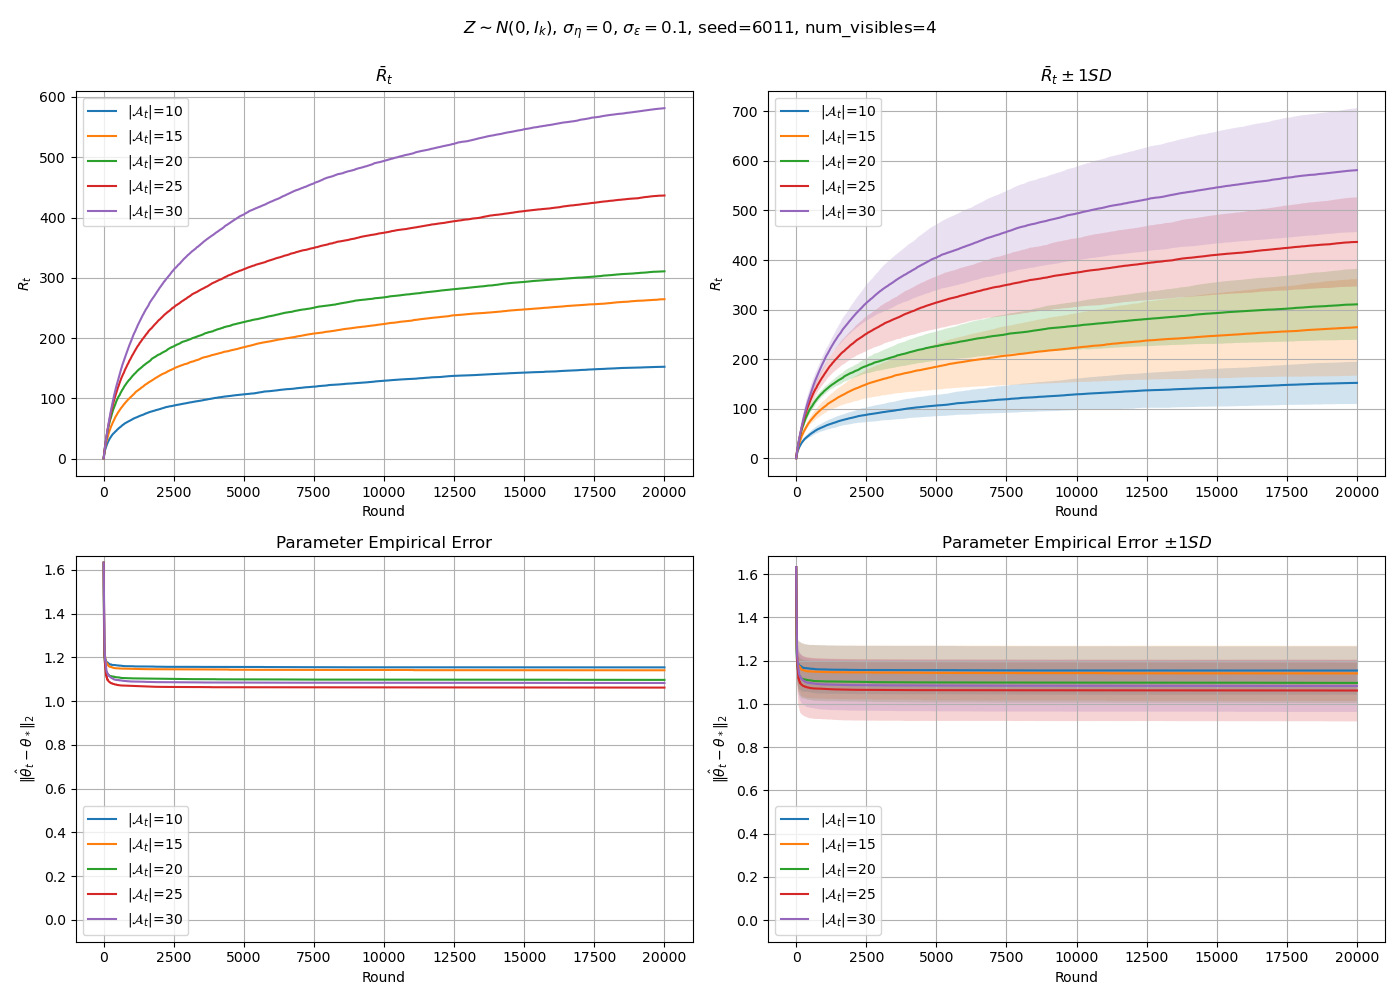 Z ∼ N(0, I_k), σ_η = 0, σ_ε = 0.1, seed=6011, num_visibles=4
R̄_t
R_t
600
500
400
300
200
100
0
|𝒜_t|=10
|𝒜_t|=15
|𝒜_t|=20
|𝒜_t|=25
|𝒜_t|=30
0 2500 5000 7500 10000 12500 15000 17500 20000
Round
R̄_t ± 1SD
R_t
700
600
500
400
300
200
100
0
|𝒜_t|=10
|𝒜_t|=15
|𝒜_t|=20
|𝒜_t|=25
|𝒜_t|=30
0 2500 5000 7500 10000 12500 15000 17500 20000
Round
Parameter Empirical Error
‖θ̂_t − θ_*‖_2
1.6
1.4
1.2
1.0
0.8
0.6
0.4
0.2
0.0
|𝒜_t|=10
|𝒜_t|=15
|𝒜_t|=20
|𝒜_t|=25
|𝒜_t|=30
0 2500 5000 7500 10000 12500 15000 17500 20000
Round
Parameter Empirical Error ±1SD
‖θ̂_t − θ_*‖_2
1.6
1.4
1.2
1.0
0.8
0.6
0.4
0.2
0.0
|𝒜_t|=10
|𝒜_t|=15
|𝒜_t|=20
|𝒜_t|=25
|𝒜_t|=30
0 2500 5000 7500 10000 12500 15000 17500 20000
Round